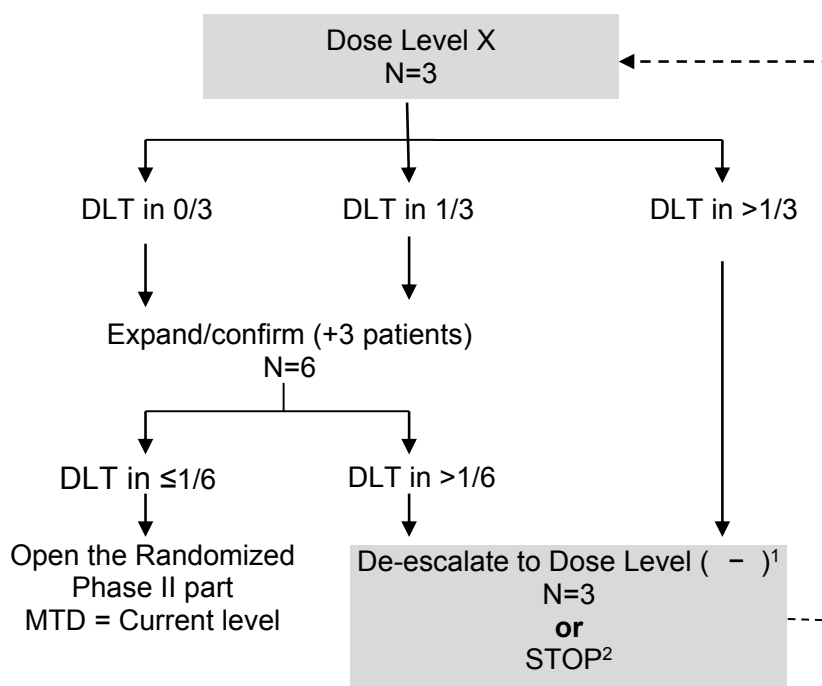 Dose Level X
N=3
DLT in 0/3
DLT in 1/3
DLT in >1/3
Expand/confirm (+3 patients)
N=6
DLT in ≤1/6
DLT in >1/6
Open the Randomized
Phase II part
MTD = Current level
De-escalate to Dose Level ( − )¹
N=3
or
STOP²